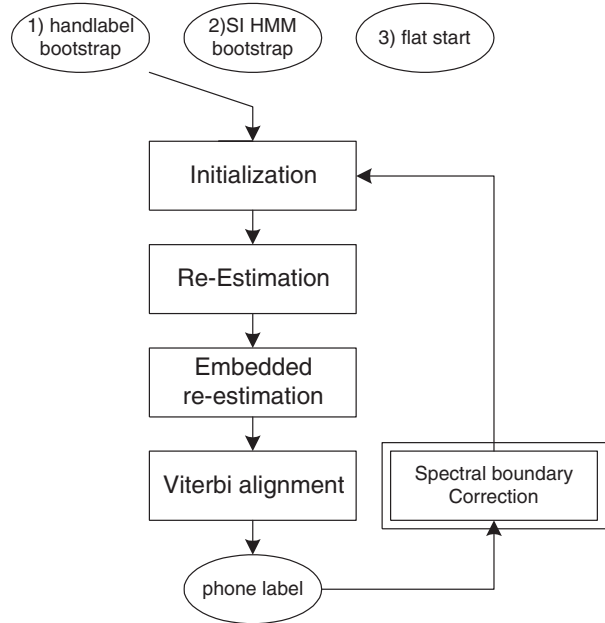 1) handlabel
bootstrap
2)SI HMM
bootstrap
3) flat start
Initialization
Re-Estimation
Embedded
re-estimation
Viterbi alignment
Spectral boundary
Correction
phone label